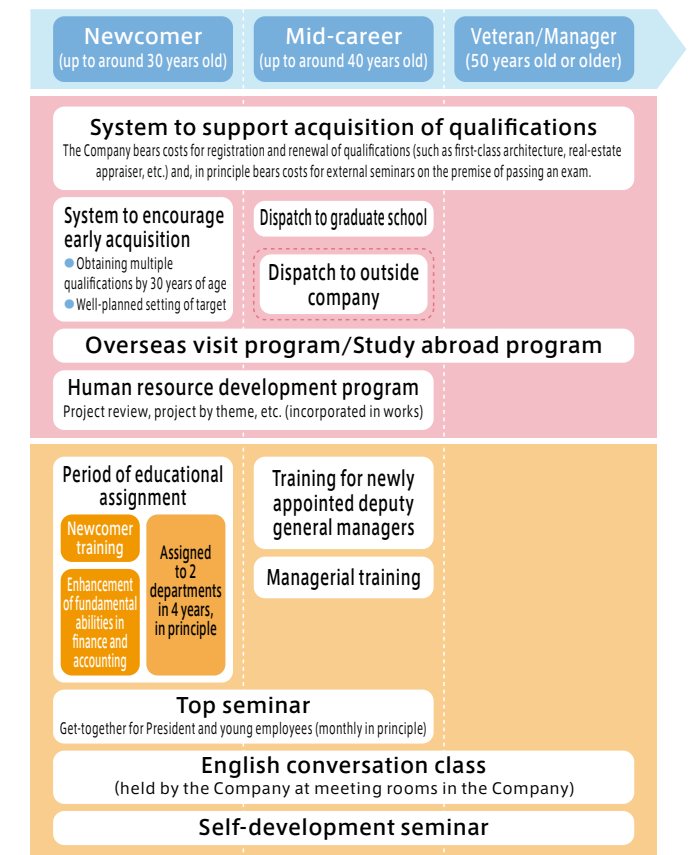 Newcomer
(up to around 30 years old)
Mid-career
(up to around 40 years old)
Veteran/Manager
(50 years old or older)
System to support acquisition of qualifications
The Company bears costs for registration and renewal of qualifications (such as first-class architecture, real-estate
appraiser, etc.) and, in principle bears costs for external seminars on the premise of passing an exam.
System to encourage
early acquisition
● Obtaining multiple
qualifications by 30 years of age
● Well-planned setting of target
Dispatch to graduate school
Dispatch to outside
company
Overseas visit program/Study abroad program
Human resource development program
Project review, project by theme, etc. (incorporated in works)
Period of educational
assignment
Newcomer
training
Enhancement
of fundamental
abilities in
finance and
accounting
Assigned
to 2
departments
in 4 years,
in principle
Training for newly
appointed deputy
general managers
Managerial training
Top seminar
Get-together for President and young employees (monthly in principle)
English conversation class
(held by the Company at meeting rooms in the Company)
Self-development seminar